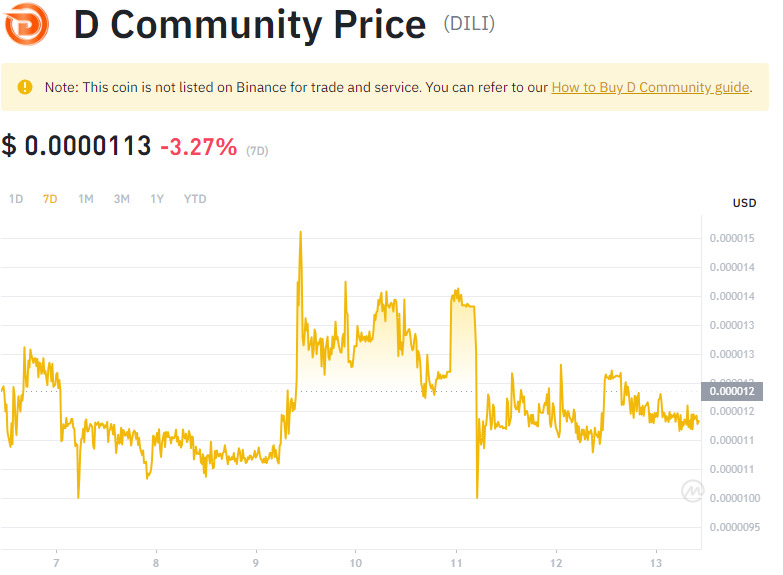 D Community Price (DILI)
Note: This coin is not listed on Binance for trade and service. You can refer to our How to Buy D Community guide.
$ 0.0000113 -3.27% (7D)
1D 7D 1M 3M 1Y YTD
USD
0.000015
0.000014
0.000014
0.000013
0.000013
0.000012
0.000012
0.000011
0.000011
0.0000100
0.0000095
7 8 9 10 11 12 13